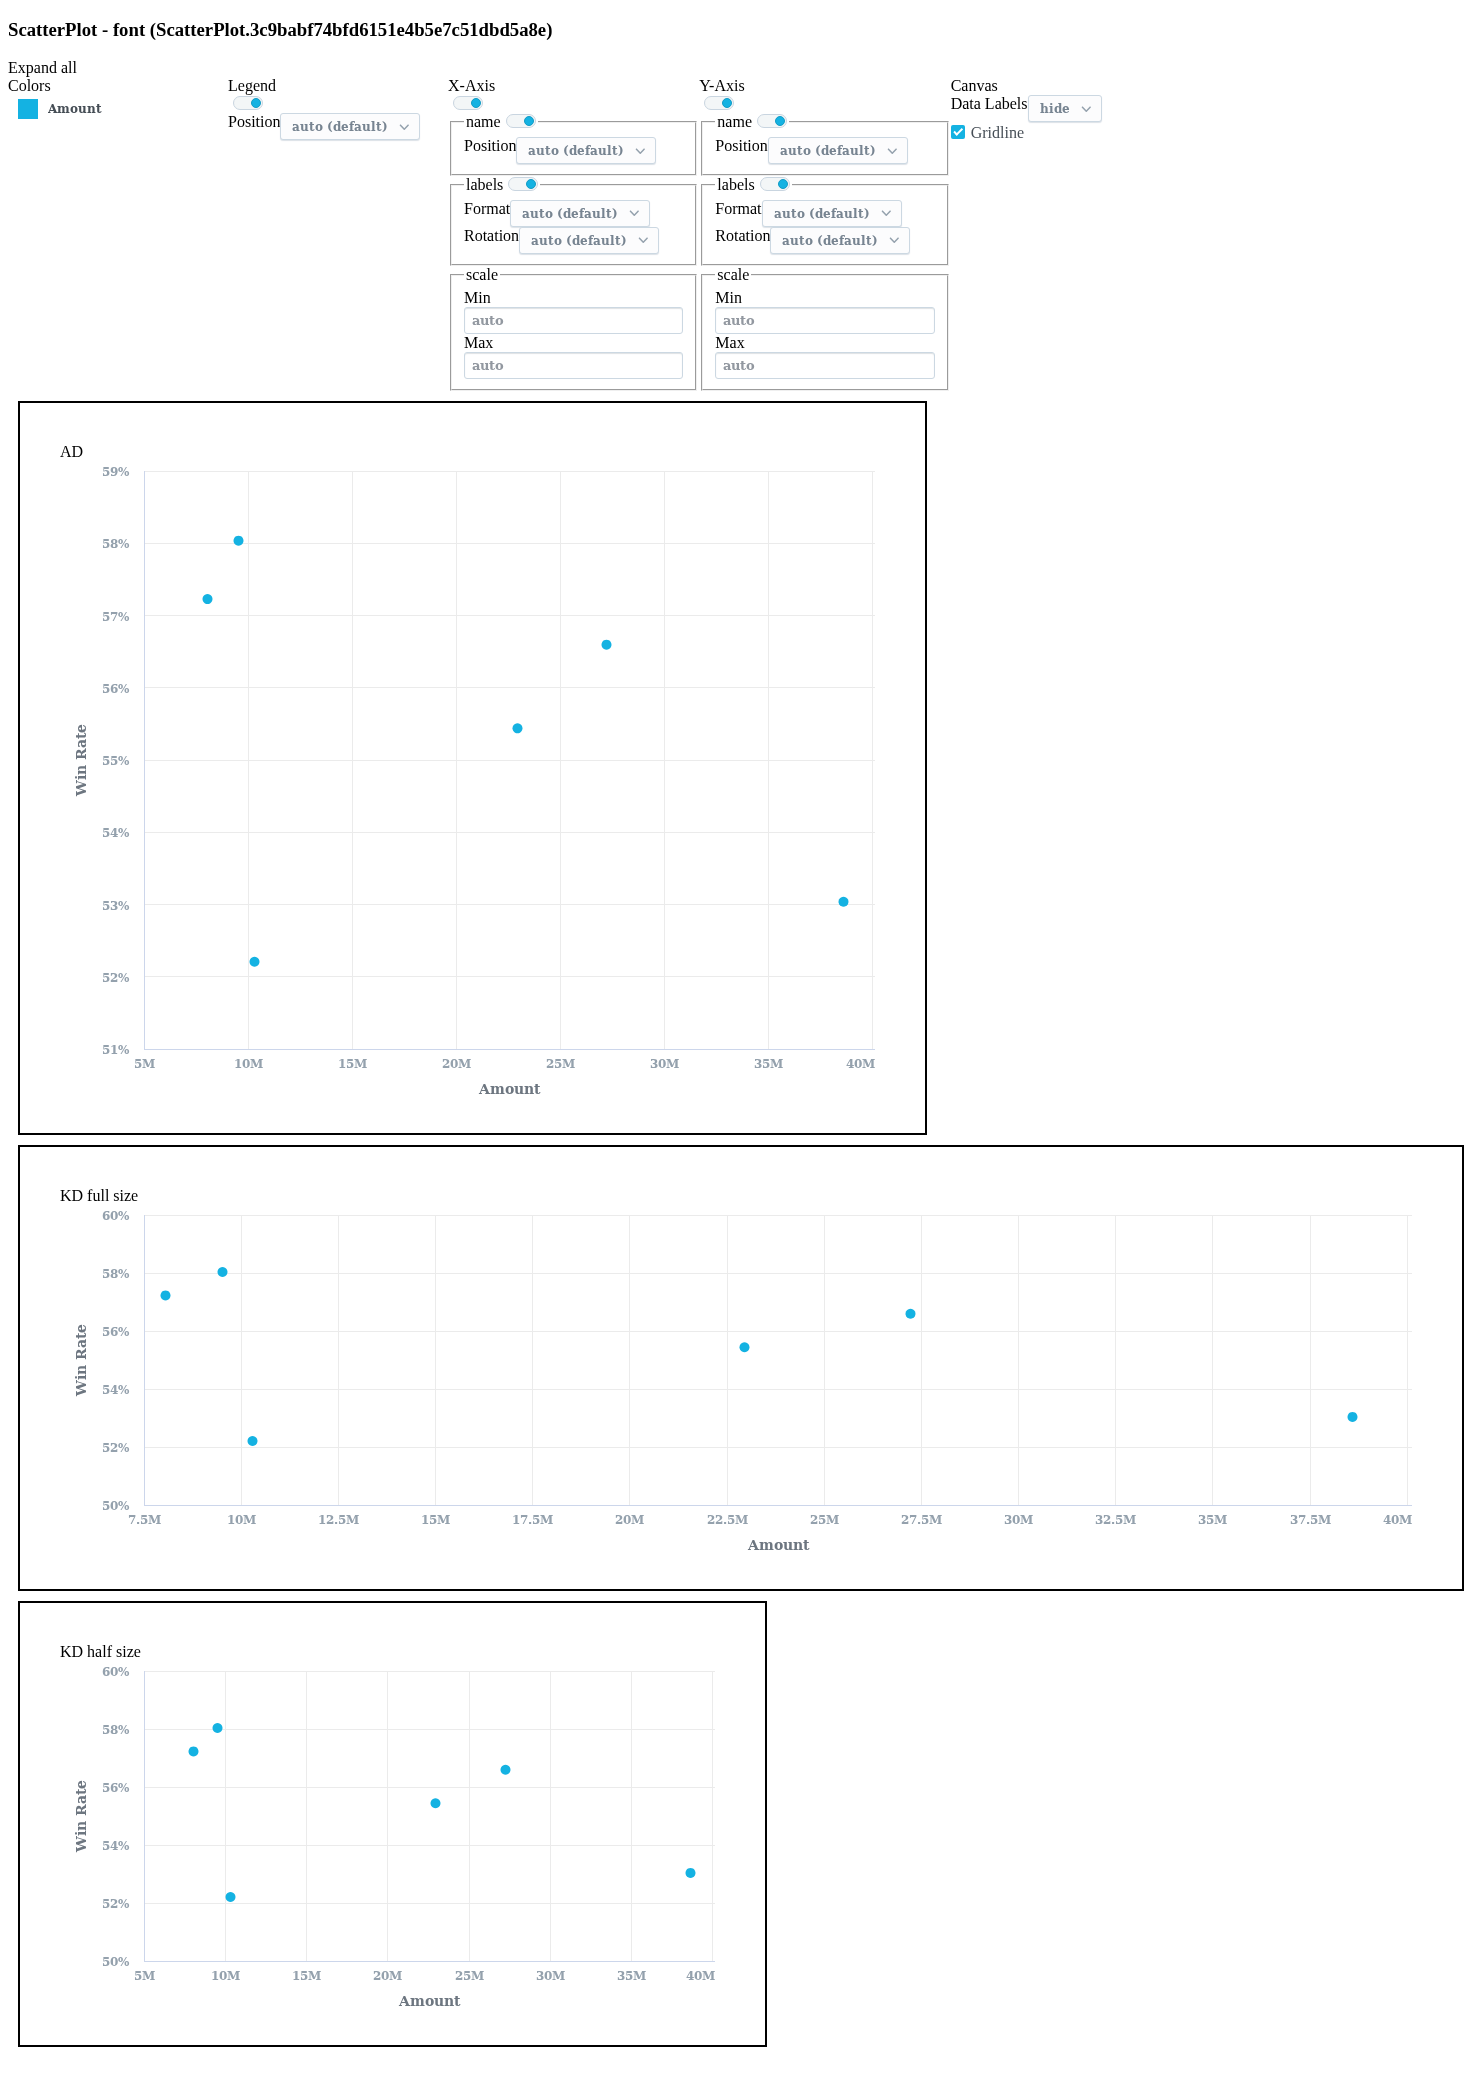 ScatterPlot - font (ScatterPlot.3c9babf74bfd6151e4b5e7c51dbd5a8e)
Expand all
Colors
Amount
Legend
Position auto (default)
X-Axis
name
Position auto (default)
labels
Format auto (default)
Rotation auto (default)
scale
Min
auto
Max
auto
Y-Axis
name
Position auto (default)
labels
Format auto (default)
Rotation auto (default)
scale
Min
auto
Max
auto
Canvas
Data Labels hide
Gridline
AD
59%
58%
57%
56%
55%
54%
53%
52%
51%
Win Rate
5M 10M 15M 20M 25M 30M 35M 40M
Amount
KD full size
60%
58%
56%
54%
52%
50%
Win Rate
7.5M 10M 12.5M 15M 17.5M 20M 22.5M 25M 27.5M 30M 32.5M 35M 37.5M 40M
Amount
KD half size
60%
58%
56%
54%
52%
50%
Win Rate
5M 10M 15M 20M 25M 30M 35M 40M
Amount